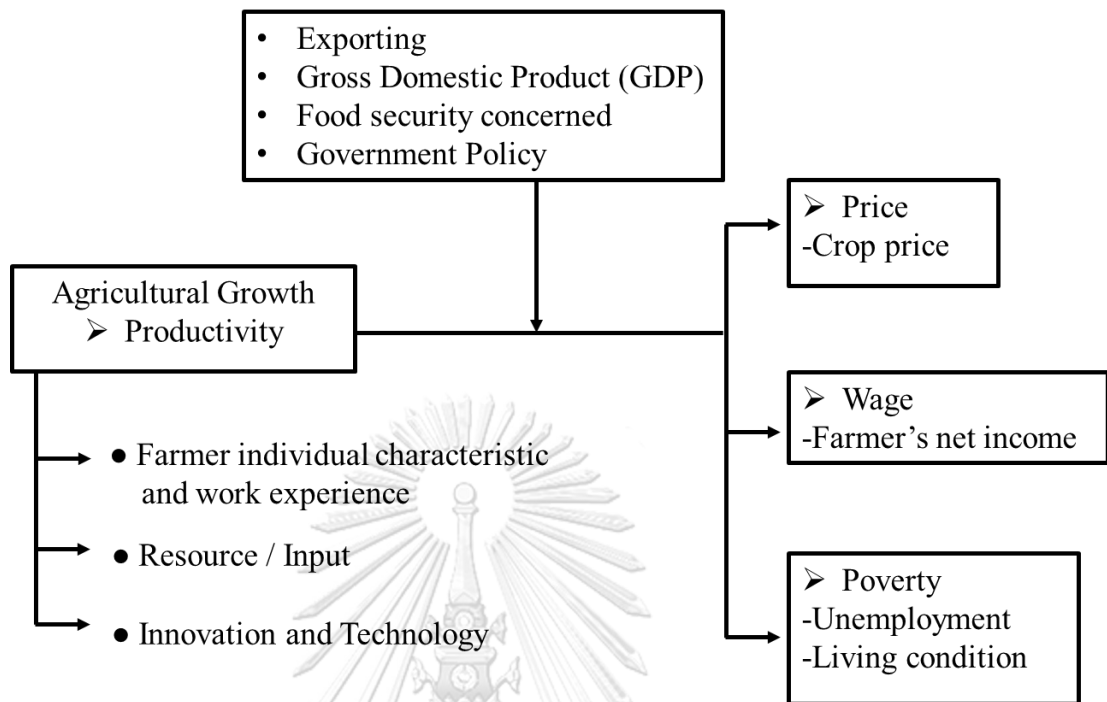 • Exporting
• Gross Domestic Product (GDP)
• Food security concerned
• Government Policy
Agricultural Growth
➢ Productivity
● Farmer individual characteristic
and work experience
● Resource / Input
● Innovation and Technology
➢ Price
-Crop price
➢ Wage
-Farmer’s net income
➢ Poverty
-Unemployment
-Living condition